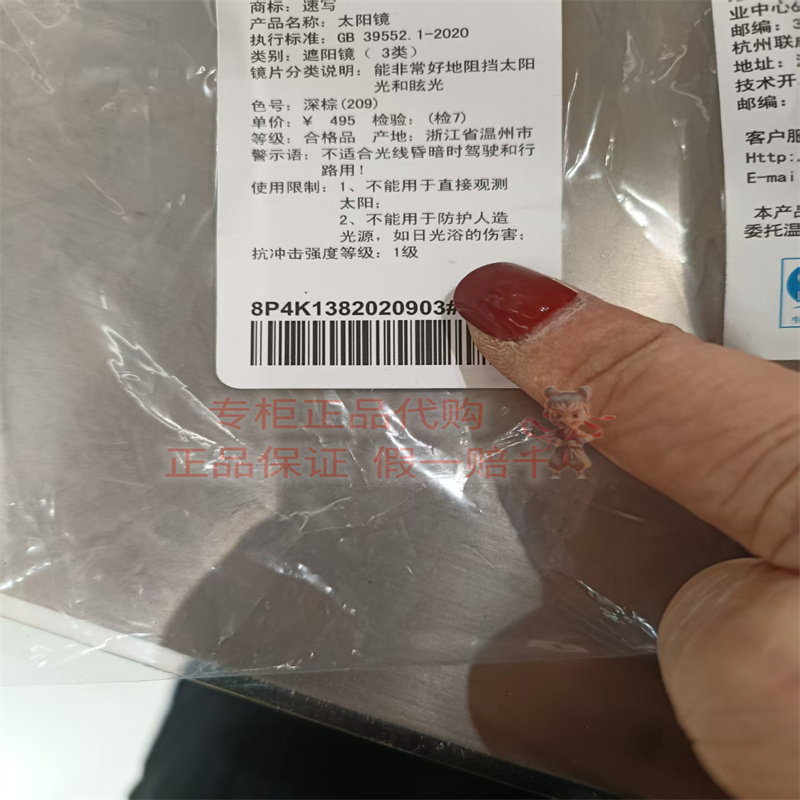 商标: 速写
产品名称: 太阳镜
执行标准: GB 39552.1-2020
类别: 遮阳镜( 3类)
镜片分类说明: 能非常好地阻挡太阳
光和眩光
色号: 深棕(209)
单价: ¥ 495 检验: (检7)
等级: 合格品 产地: 浙江省温州市
警示语: 不适合光线昏暗时驾驶和行
路用!
使用限制: 1、不能用于直接观测
太阳;
2、不能用于防护人造
光源, 如日光浴的伤害;
抗冲击强度等级: 1级
8P4K1382020903#
业中心6
邮编: 3
杭州联
地址:
技术开
邮编:
客户服
Http:/
E-mai
本产品
委托温
专柜正品代购
正品保证 假一赔十